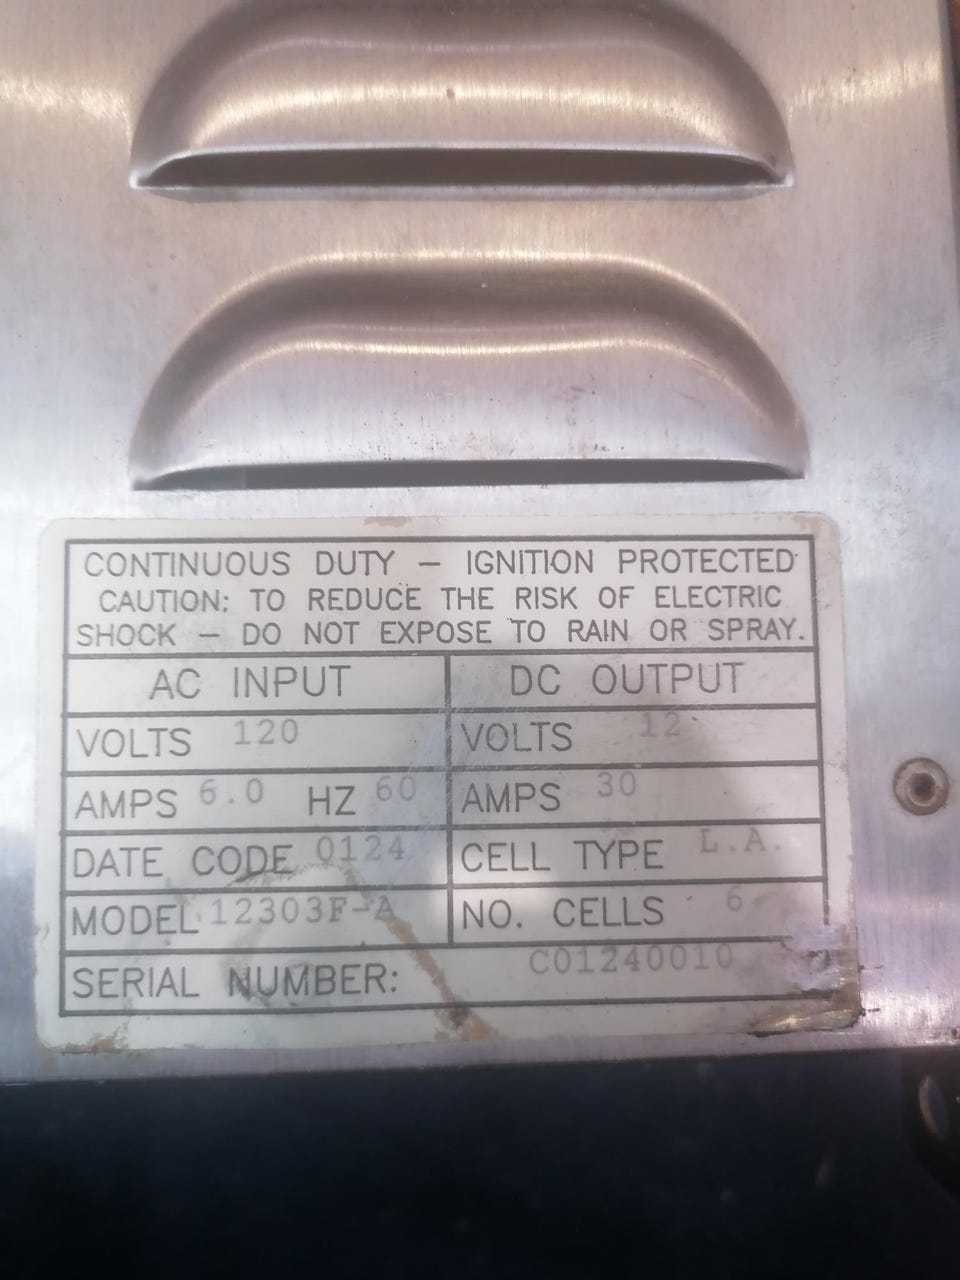 CONTINUOUS DUTY — IGNITION PROTECTED
CAUTION: TO REDUCE THE RISK OF ELECTRIC
SHOCK — DO NOT EXPOSE TO RAIN OR SPRAY.
AC INPUT DC OUTPUT
VOLTS 120 VOLTS 12
AMPS 6.0 HZ 60 AMPS 30
DATE CODE 0124 CELL TYPE L.A.
MODEL 12303F-A NO. CELLS 6
SERIAL NUMBER: C01240010